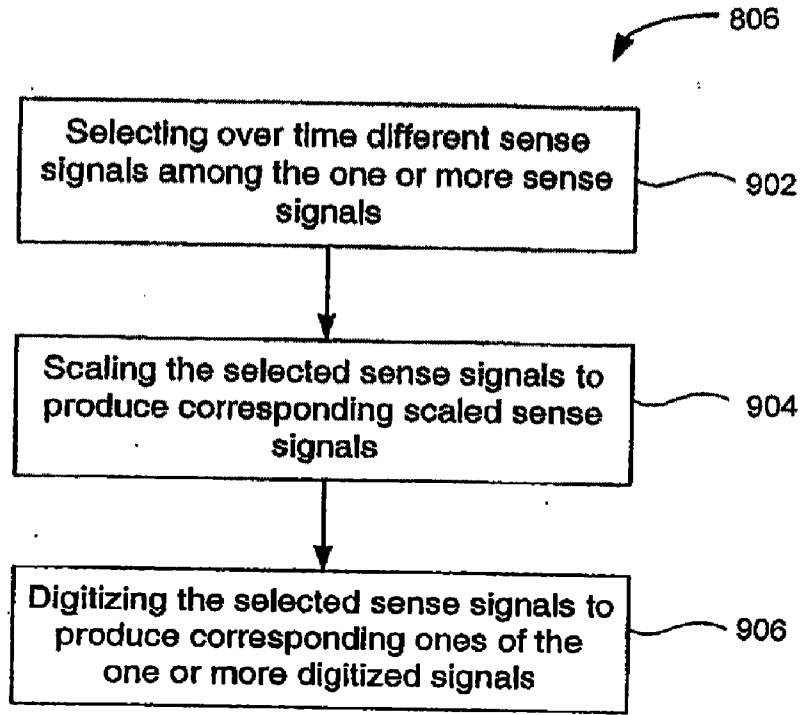 806
Selecting over time different sense
signals among the one or more sense
signals
902
Scaling the selected sense signals to
produce corresponding scaled sense
signals
904
Digitizing the selected sense signals to
produce corresponding ones of the
one or more digitized signals
906